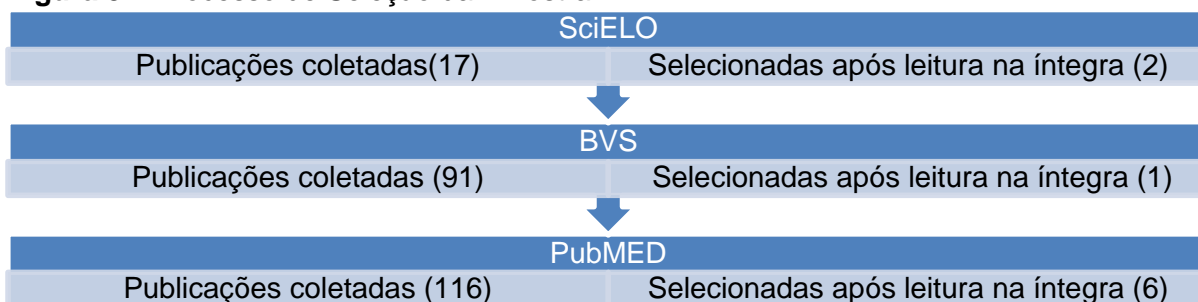 SciELO
Publicações coletadas(17) Selecionadas após leitura na íntegra (2)
BVS
Publicações coletadas (91) Selecionadas após leitura na íntegra (1)
PubMED
Publicações coletadas (116) Selecionadas após leitura na íntegra (6)